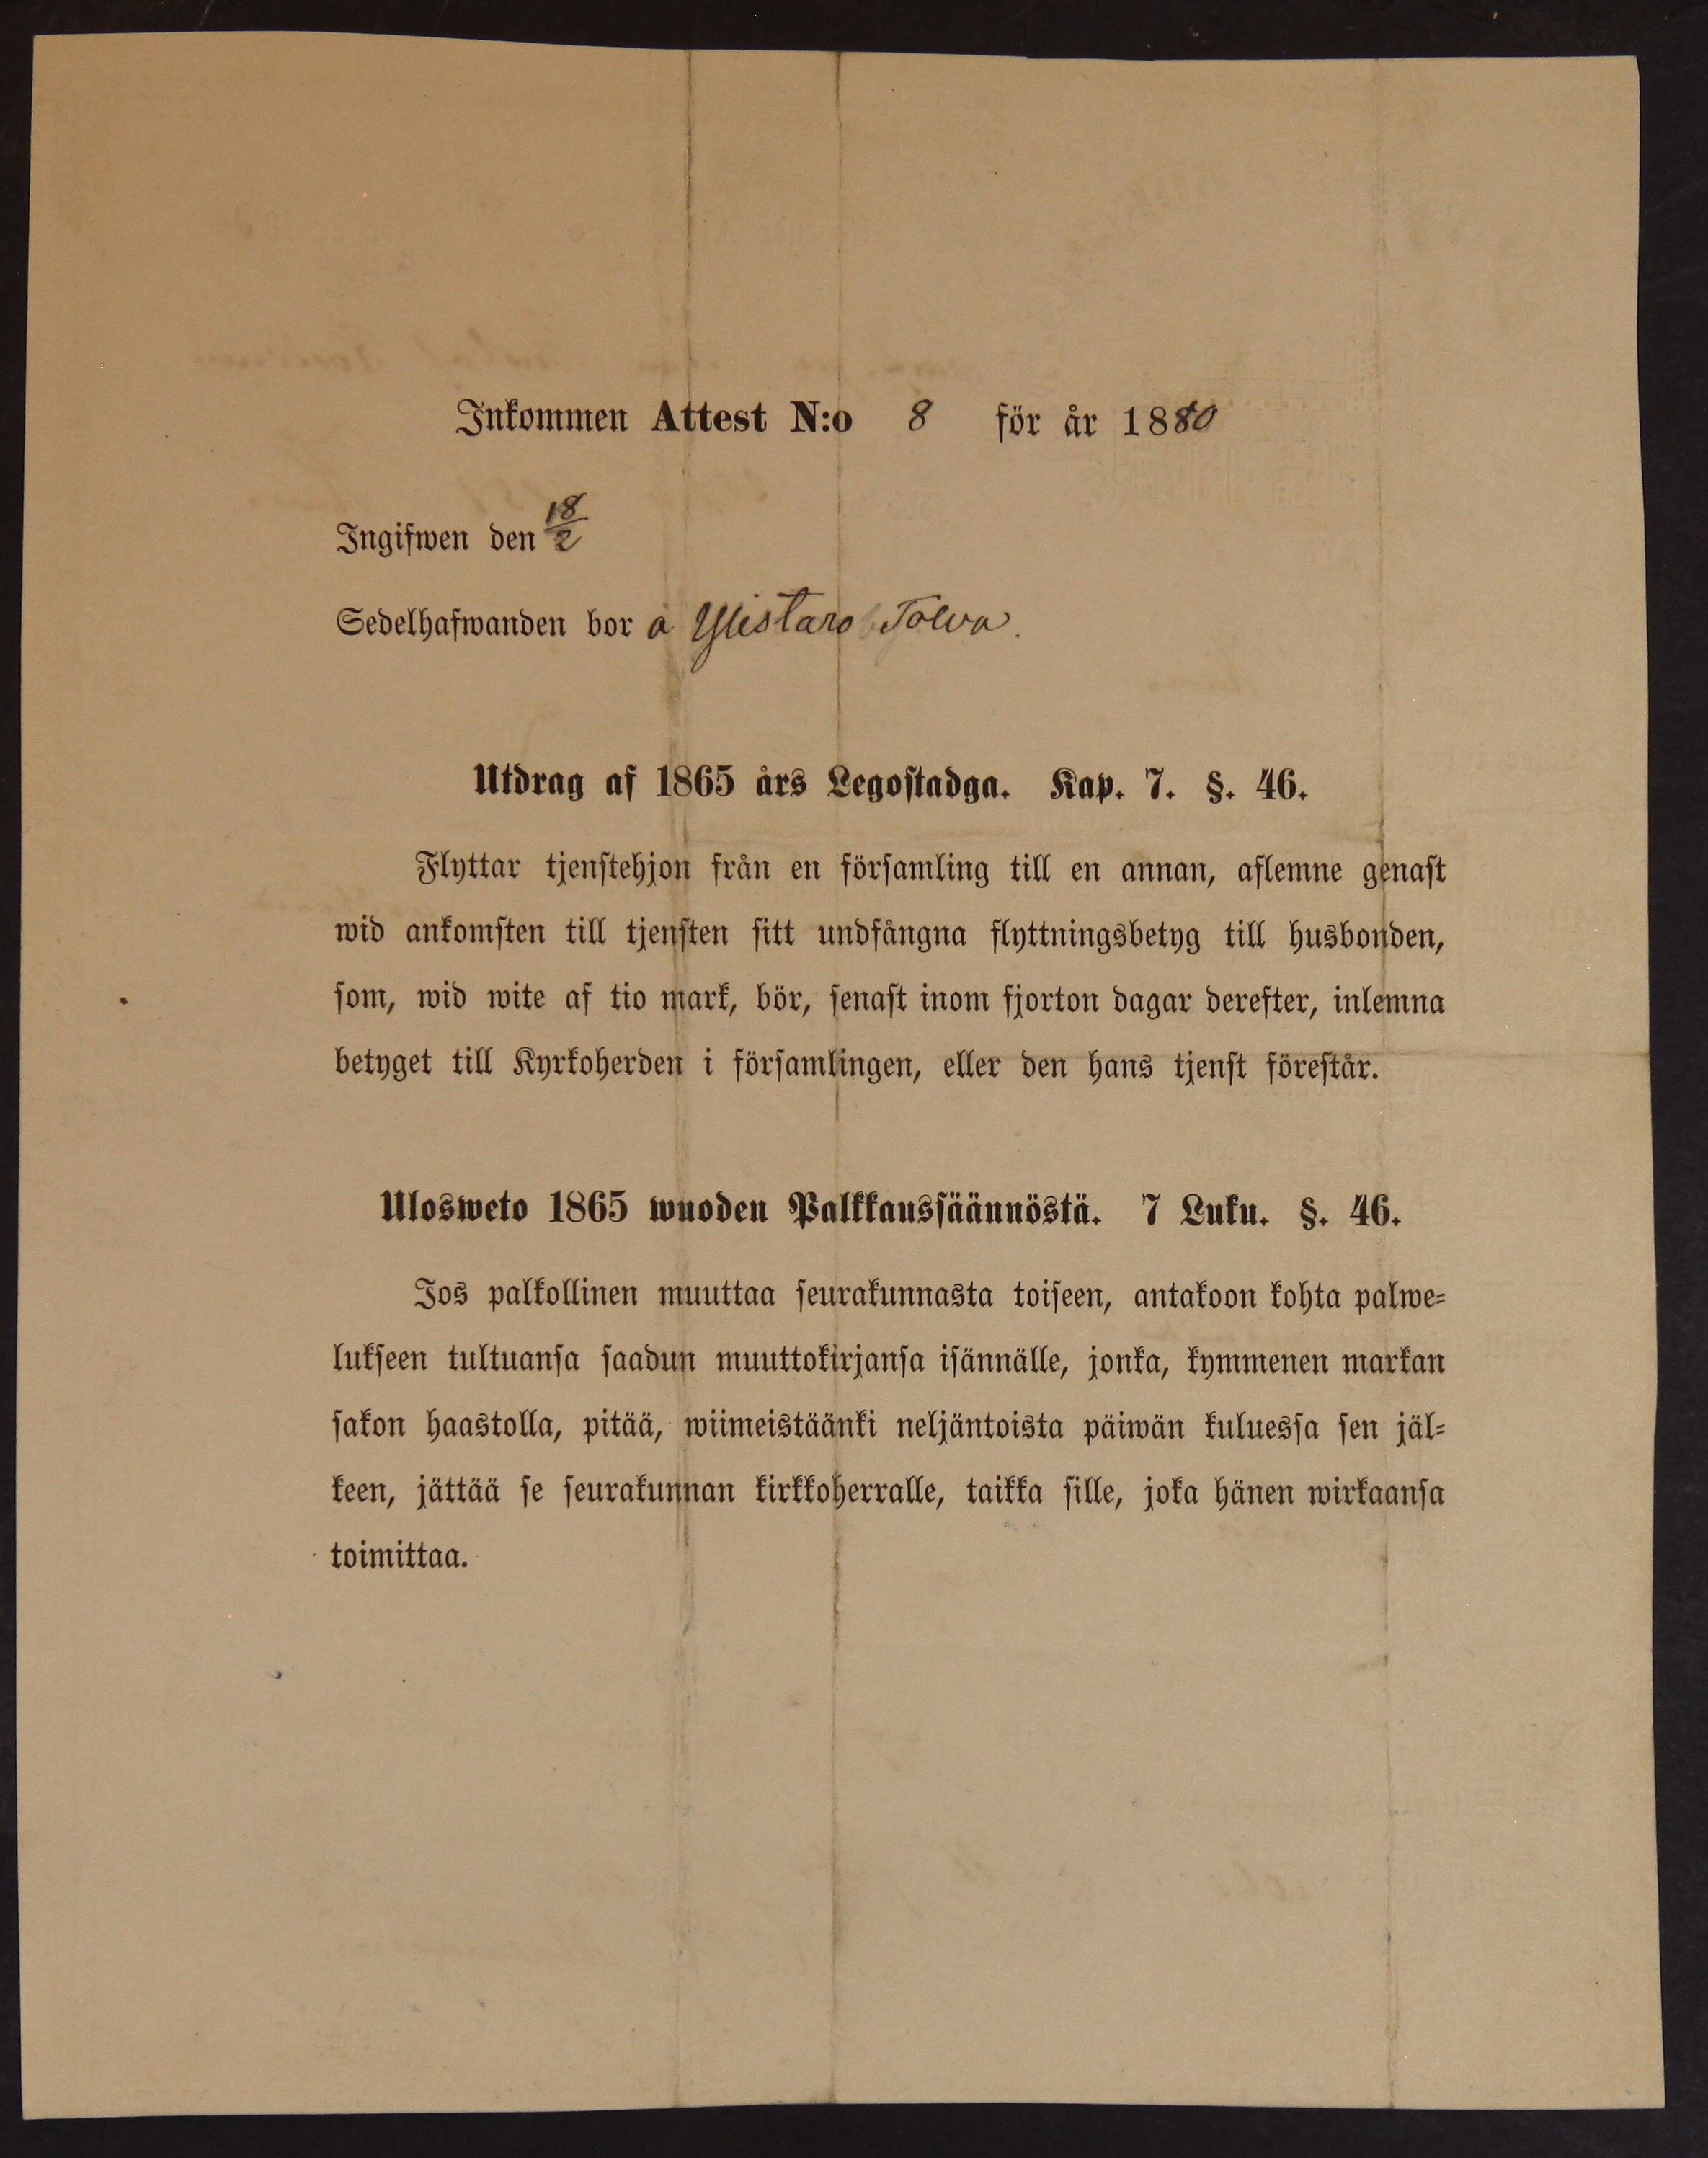 Inkommen Attest N:o 8 för år 1880
Ingifwen den 18/2
Sedelhafwanden bor å Ylistaro Tolva.
Utdrag af 1865 års Legostadga. Kap. 7. §. 46.
Flyttar tjenstehjon från en församling till en annan, aflemne genast
wid ankomsten till tjensten sitt undfångna flyttningsbetyg till husbonden,
som, wid wite af tio mark, bör, senast inom fjorton dagar derefter, inlemna
betyget till Kyrkoherden i församlingen, eller den hans tjenst förestår.
Ulosweto 1865 wuoden Palkkaussäännöstä. 7 Luku. §. 46.
Jos palkollinen muuttaa seurakunnasta toiseen, antakoon kohta palwe=
lukseen tultuansa saadun muuttokirjansa isännälle, jonka, kymmenen markan
sakon haastolla, pitää, wiimeistäänki neljäntoista päiwän kuluessa sen jäl=
keen, jättää se seurakunnan kirkkoherralle, taikka sille, joka hänen wirkaansa
toimittaa.